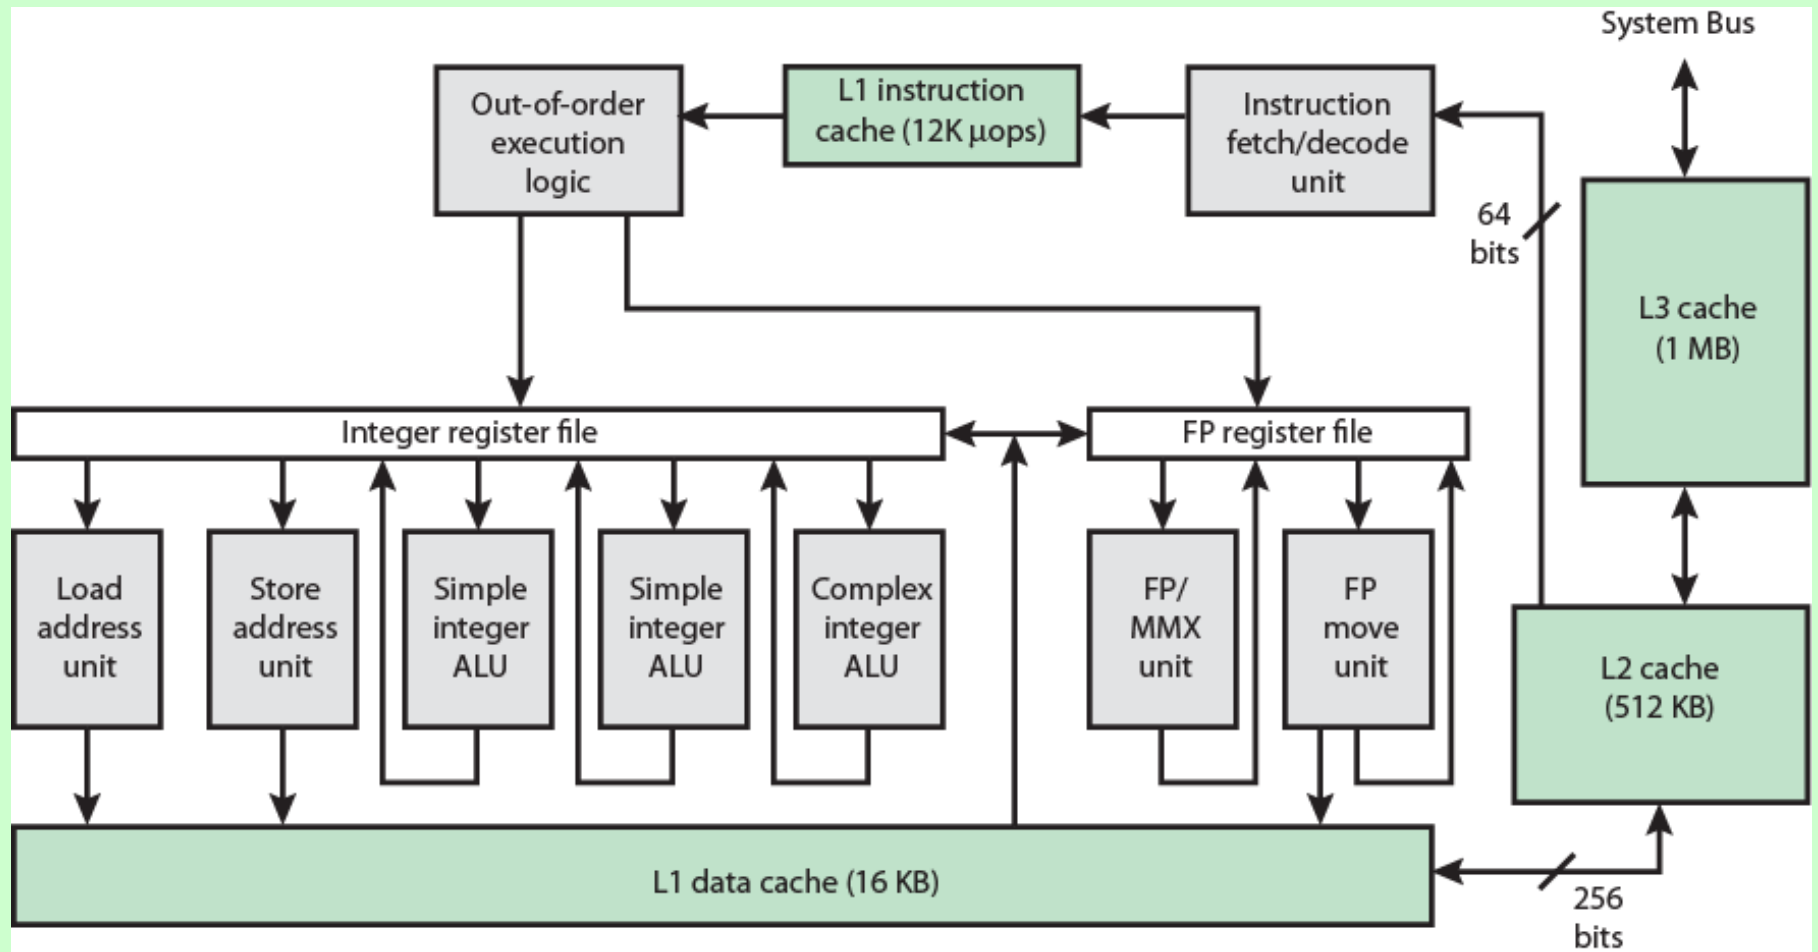 System Bus
Out-of-order
execution
logic
L1 instruction
cache (12K μops)
Instruction
fetch/decode
unit
64
bits
L3 cache
(1 MB)
Integer register file
FP register file
Load
address
unit
Store
address
unit
Simple
integer
ALU
Simple
integer
ALU
Complex
integer
ALU
FP/
MMX
unit
FP
move
unit
L2 cache
(512 KB)
L1 data cache (16 KB)
256
bits